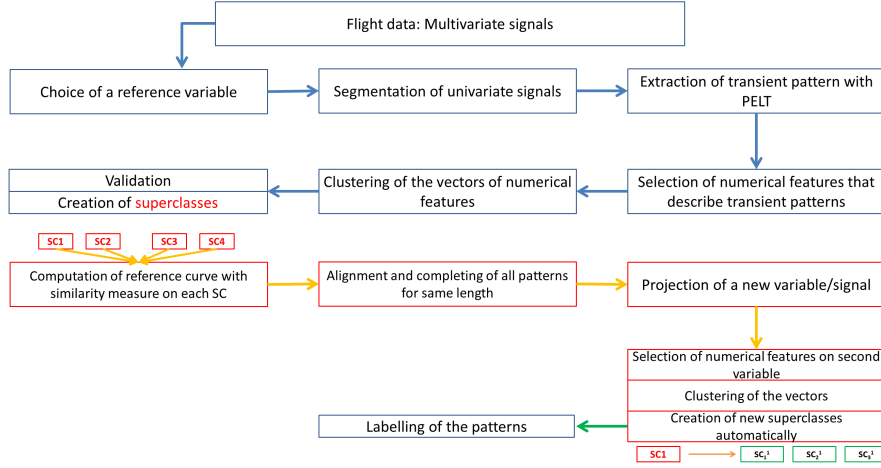 Flight data: Multivariate signals
Choice of a reference variable
Segmentation of univariate signals
Extraction of transient pattern with
PELT
Validation
Creation of superclasses
Clustering of the vectors of numerical
features
Selection of numerical features that
describe transient patterns
SC1
SC2
SC3
SC4
Computation of reference curve with
similarity measure on each SC
Alignment and completing of all patterns
for same length
Projection of a new variable/signal
Selection of numerical features on second
variable
Clustering of the vectors
Creation of new superclasses
automatically
Labelling of the patterns
SC1
SC₁¹
SC₂¹
SC₃¹